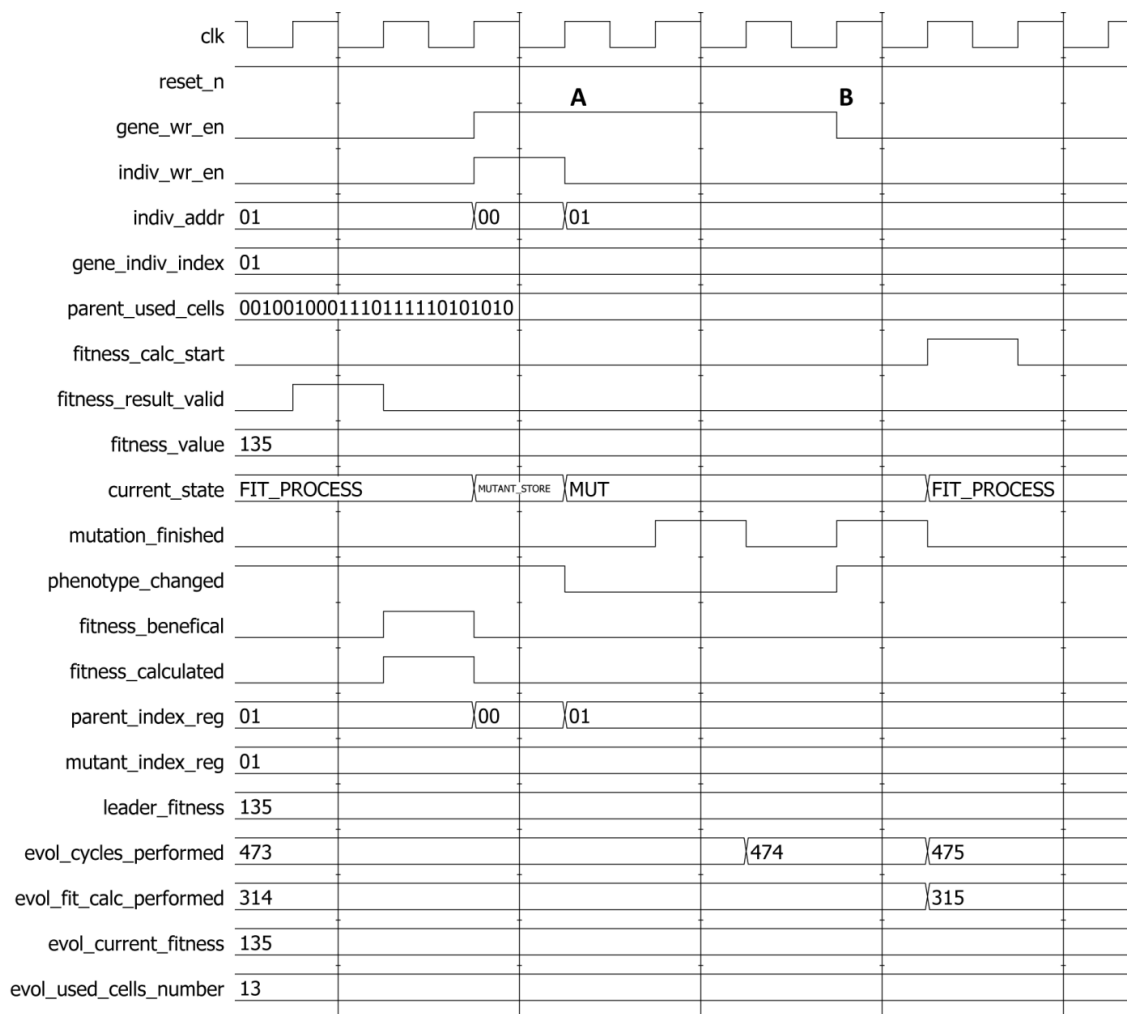 clk
reset_n
A B
gene_wr_en
indiv_wr_en
indiv_addr 01 00 01
gene_indiv_index 01
parent_used_cells 0010010001110111110101010
fitness_calc_start
fitness_result_valid
fitness_value 135
current_state FIT_PROCESS MUTANT_STORE MUT FIT_PROCESS
mutation_finished
phenotype_changed
fitness_benefical
fitness_calculated
parent_index_reg 01 00 01
mutant_index_reg 01
leader_fitness 135
evol_cycles_performed 473 474 475
evol_fit_calc_performed 314 315
evol_current_fitness 135
evol_used_cells_number 13